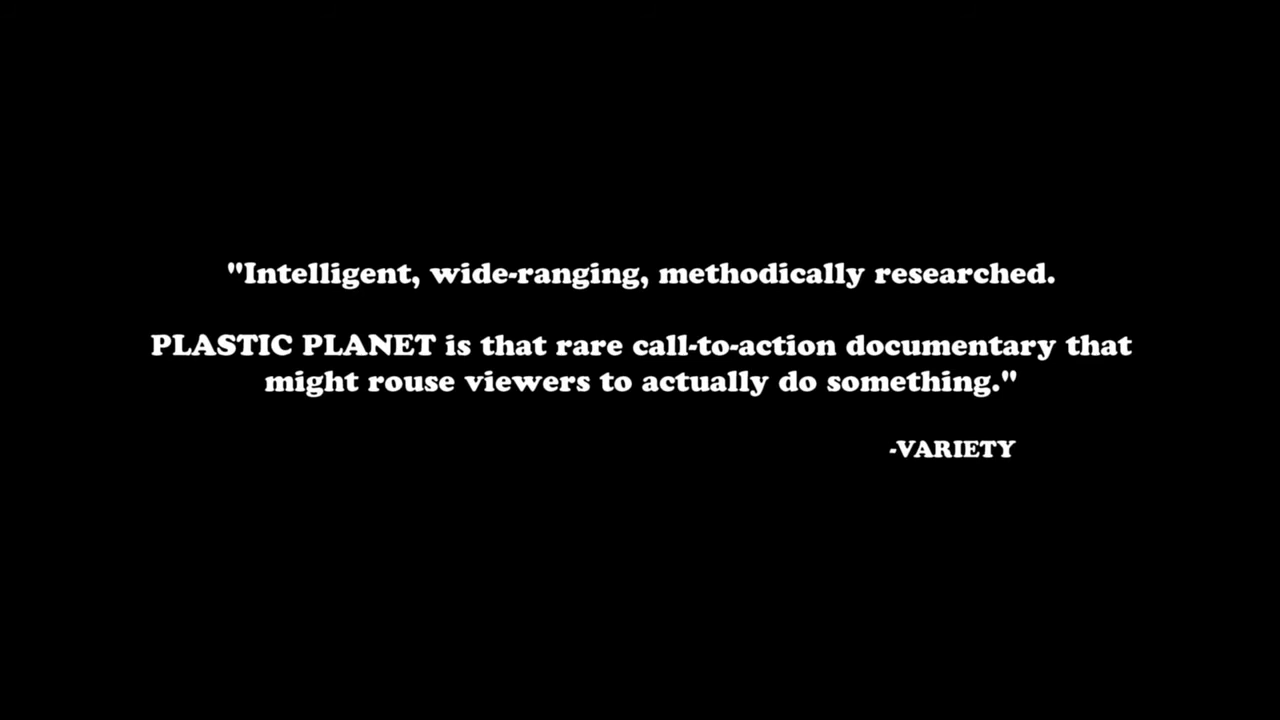 "Intelligent, wide-ranging, methodically researched.
PLASTIC PLANET is that rare call-to-action documentary that
might rouse viewers to actually do something."
-VARIETY